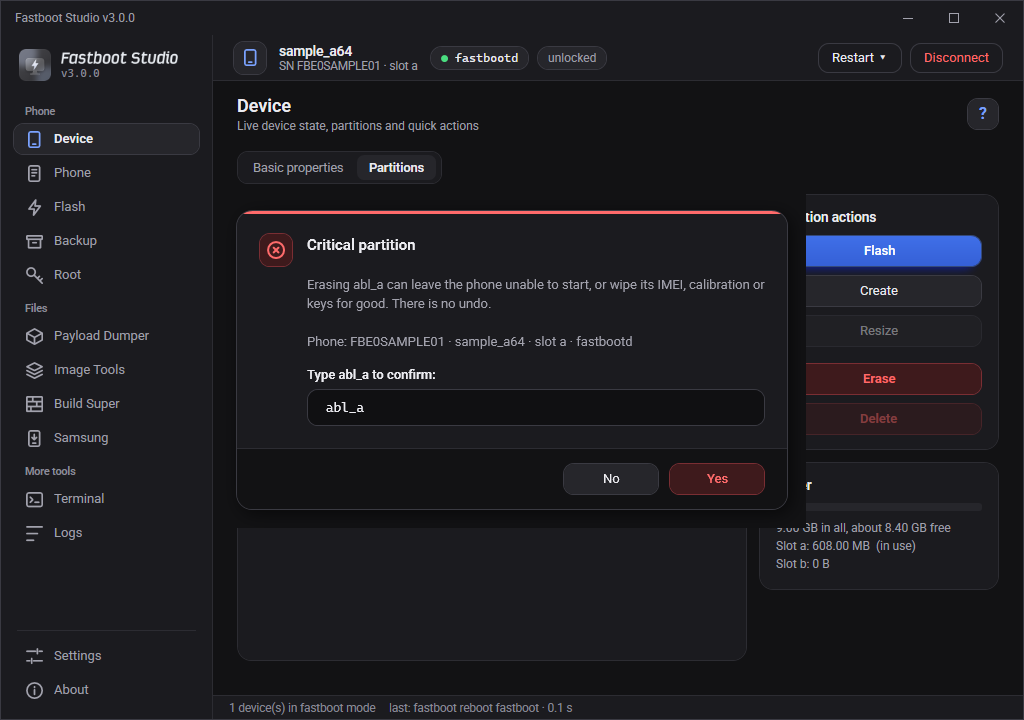 Fastboot Studio v3.0.0
Fastboot Studio
v3.0.0
Phone
Device
Phone
Flash
Backup
Root
Files
Payload Dumper
Image Tools
Build Super
Samsung
More tools
Terminal
Logs
Settings
About
sample_a64
SN FBE0SAMPLE01 · slot a
fastbootd
unlocked
Restart
Disconnect
Device
Live device state, partitions and quick actions
?
Basic properties
Partitions
Critical partition
Erasing abl_a can leave the phone unable to start, or wipe its IMEI, calibration or
keys for good. There is no undo.
Phone: FBE0SAMPLE01 · sample_a64 · slot a · fastbootd
Type abl_a to confirm:
abl_a
No
Yes
actions
Flash
Create
Resize
Erase
Delete
9.00 GB in all, about 8.40 GB free
Slot a: 608.00 MB (in use)
Slot b: 0 B
1 device(s) in fastboot mode last: fastboot reboot fastboot · 0.1 s